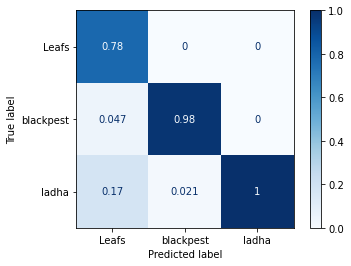 1.0
Leafs 0.78 0 0
0.8
0.6
True label
blackpest 0.047 0.98 0
0.4
ladha 0.17 0.021 1
0.2
0.0
Leafs blackpest ladha
Predicted label